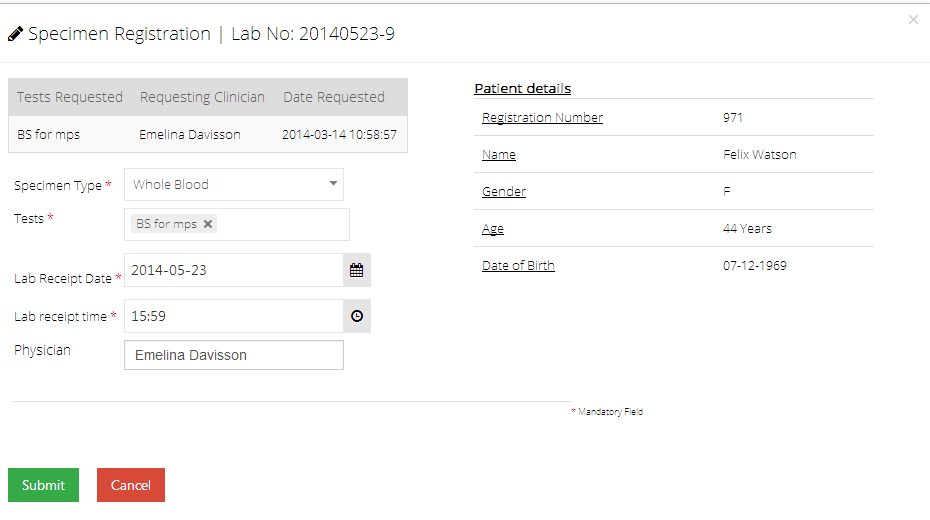 ×
Specimen Registration | Lab No: 20140523-9
Tests Requested Requesting Clinician Date Requested
BS for mps Emelina Davisson 2014-03-14 10:58:57
Specimen Type * Whole Blood
Tests * BS for mps ×
Lab Receipt Date * 2014-05-23
Lab receipt time * 15:59
Physician Emelina Davisson
* Mandatory Field
Submit Cancel
Patient details
Registration Number 971
Name Felix Watson
Gender F
Age 44 Years
Date of Birth 07-12-1969